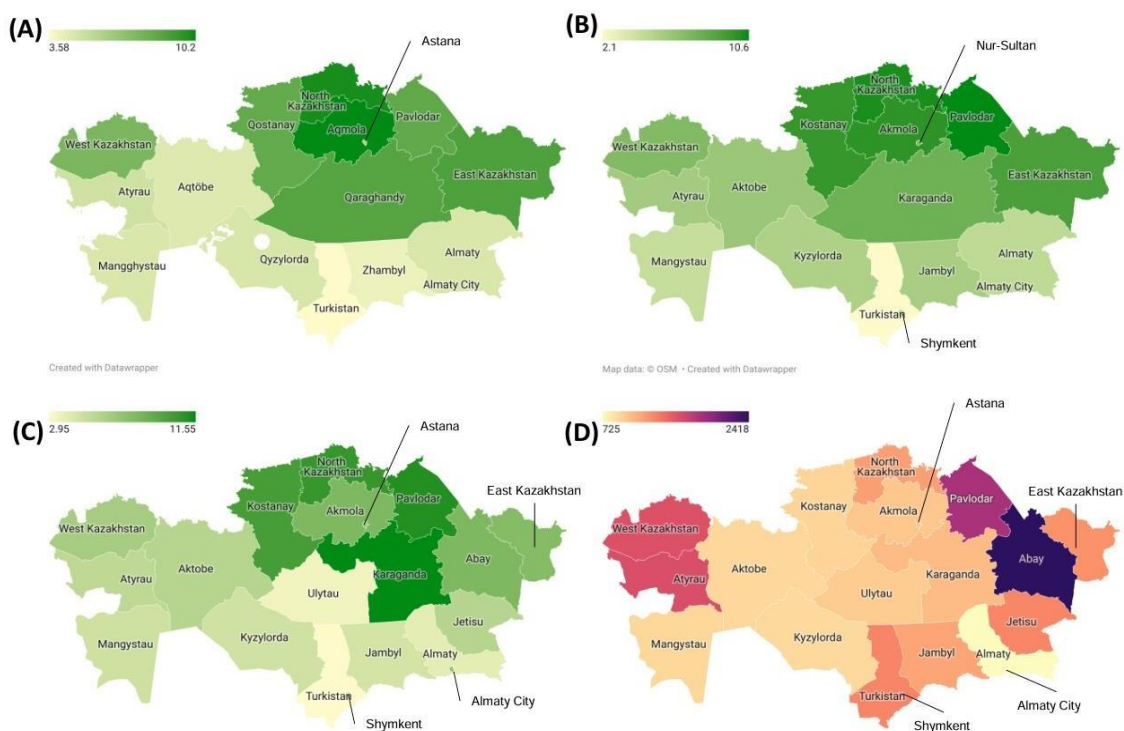 (A)
3.58 10.2
Astana
North
Kazakhstan
Qostanay
Aqmola
Pavlodar
West Kazakhstan
Atyrau
Aqtöbe
East Kazakhstan
Qaraghandy
Mangghystau
Qyzylorda
Zhambyl
Almaty
Almaty City
Turkistan
Created with Datawrapper
(B)
2.1 10.6
Nur-Sultan
North
Kazakhstan
Kostanay
Akmola
Pavlodar
West Kazakhstan
Atyrau
Aktobe
East Kazakhstan
Karaganda
Mangystau
Kyzylorda
Jambyl
Almaty
Almaty City
Turkistan
Shymkent
Map data: © OSM • Created with Datawrapper
(C)
2.95 11.55
Astana
North
Kazakhstan
Kostanay
Akmola
Pavlodar
East Kazakhstan
West Kazakhstan
Atyrau
Aktobe
Abay
Karaganda
Ulytau
Jetisu
Mangystau
Kyzylorda
Jambyl
Almaty
Turkistan
Almaty City
Shymkent
(D)
725 2418
Astana
North
Kazakhstan
Kostanay
Akmola
Pavlodar
East Kazakhstan
West Kazakhstan
Atyrau
Aktobe
Abay
Karaganda
Ulytau
Jetisu
Mangystau
Kyzylorda
Jambyl
Almaty
Turkistan
Almaty City
Shymkent